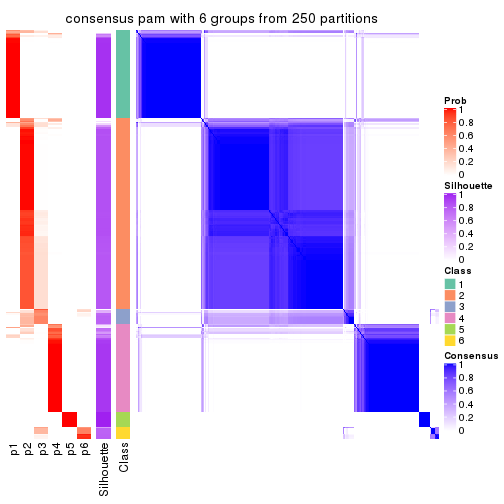 consensus pam with 6 groups from 250 partitions
p1
p2
p3
p4
p5
p6
Silhouette
Class
Prob
1
0.8
0.6
0.4
0.2
0
Silhouette
1
0.8
0.6
0.4
0.2
0
Class
1
2
3
4
5
6
Consensus
1
0.8
0.6
0.4
0.2
0